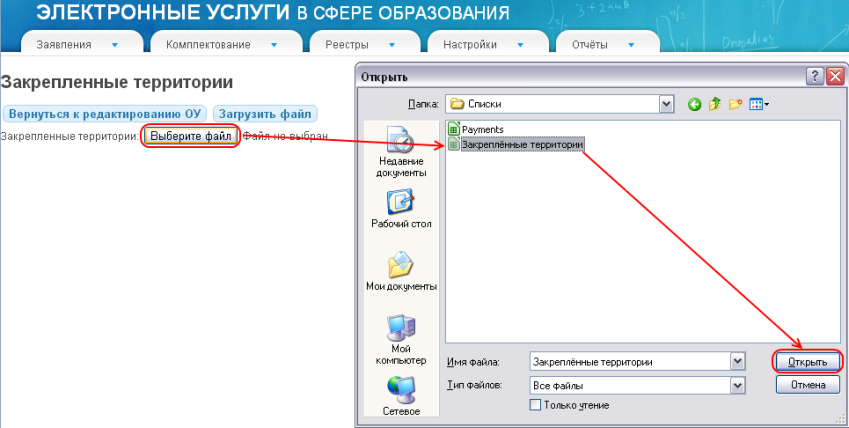 ЭЛЕКТРОННЫЕ УСЛУГИ В СФЕРЕ ОБРАЗОВАНИЯ
3+2
Заявления
Комплектование
Реестры
Настройки
Отчёты
Закрепленные территории
Вернуться к редактированию ОУ
Загрузить файл
Закрепленные территории: Выберите файл Файл не выбран
Открыть
Папка: Списки
Payments
Закреплённые территории
Недавние документы
Рабочий стол
Мои документы
Мой компьютер
Сетевое
Имя файла: Закреплённые территории
Открыть
Тип файлов: Все файлы
Отмена
Только чтение